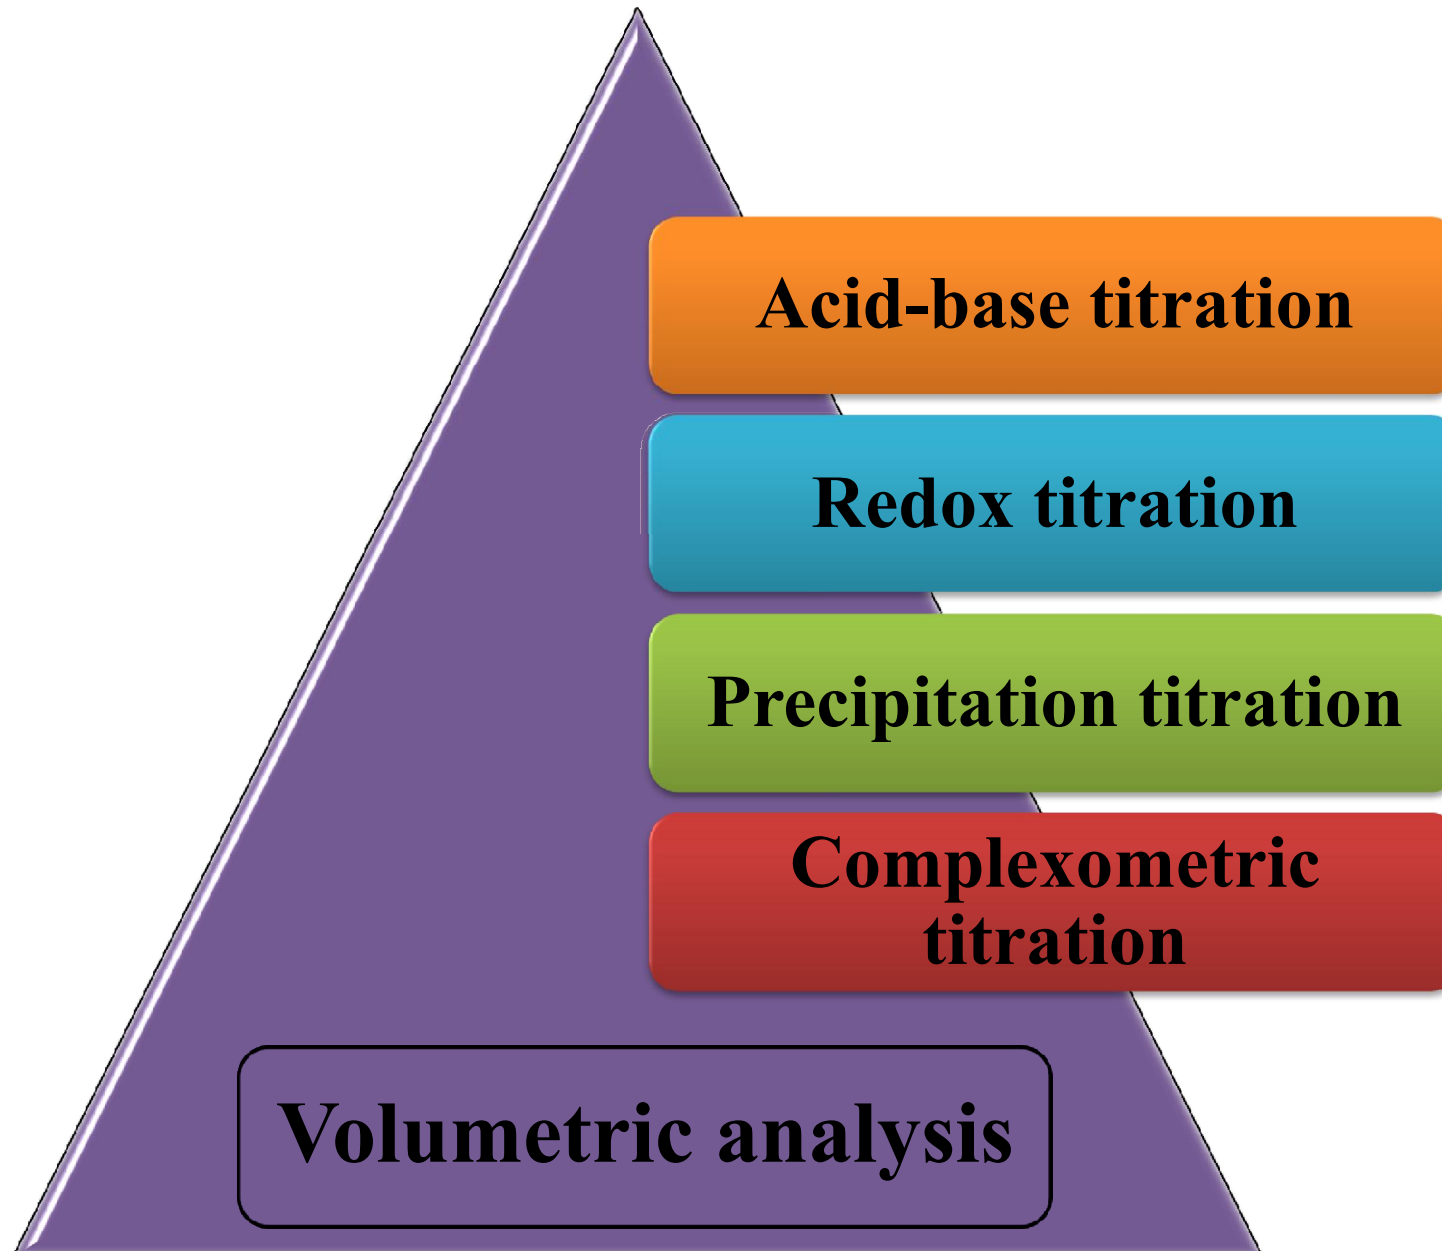 Acid-base titration
Redox titration
Precipitation titration
Complexometric
titration
Volumetric analysis